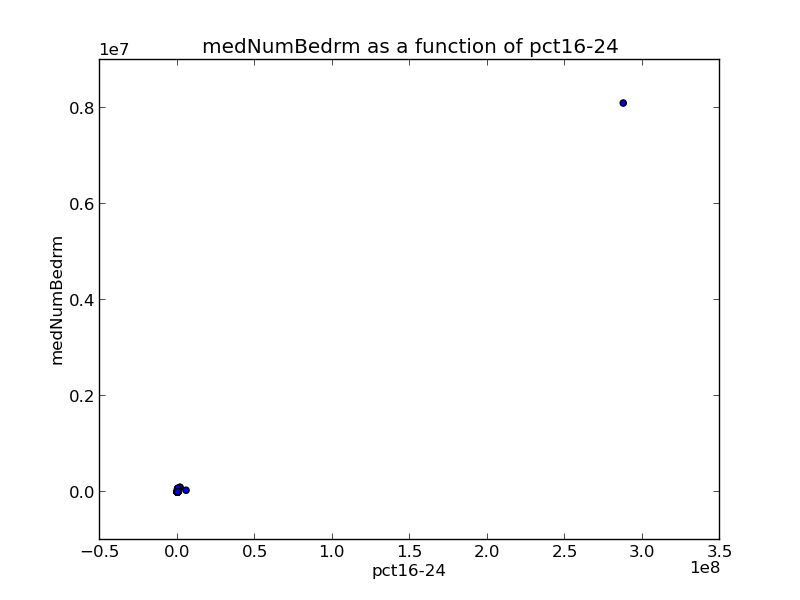 medNumBedrm as a function of pct16-24
1e7
0.8
0.6
0.4
0.2
0.0
medNumBedrm
−0.5 0.0 0.5 1.0 1.5 2.0 2.5 3.0 3.5
1e8
pct16-24